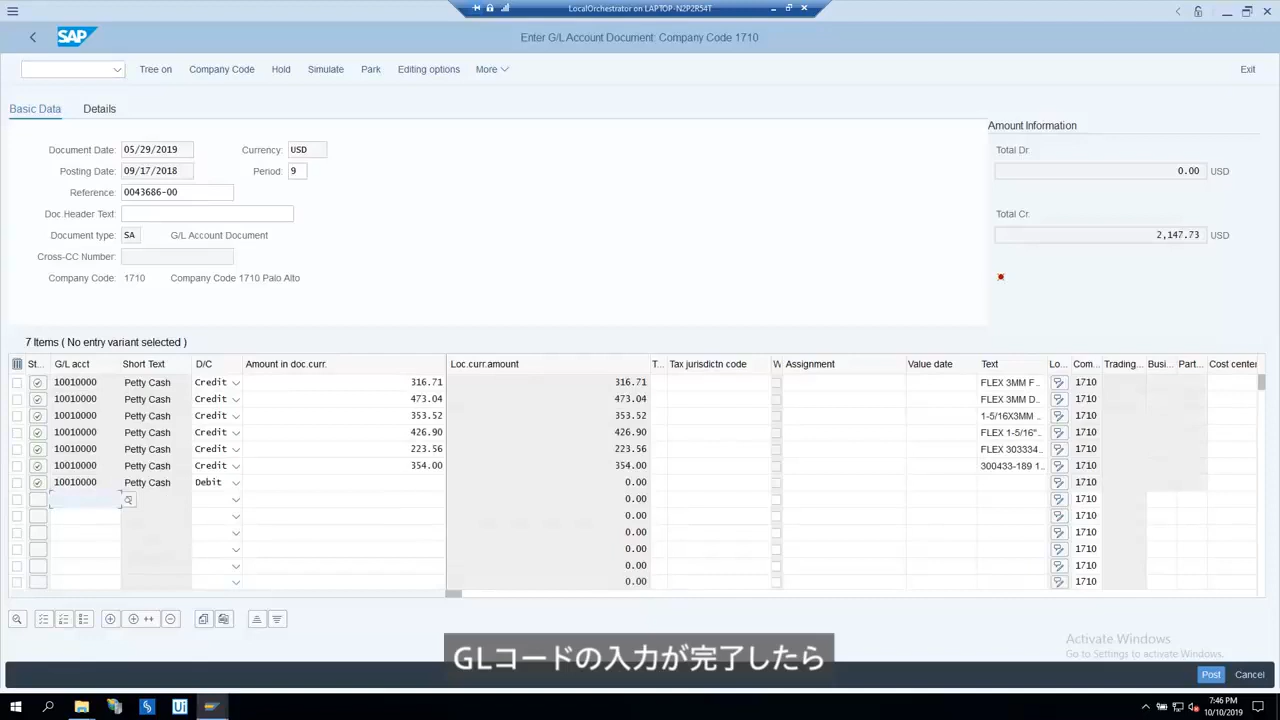 LocalOrchestrator on LAPTOP-N2P2R54T
SAP
Enter G/L Account Document: Company Code 1710
Tree on Company Code Hold Simulate Park Editing options More Exit
Basic Data Details
Amount Information
Document Date: 05/29/2019 Currency: USD
Total Dr.
Posting Date: 09/17/2018 Period: 9
0.00 USD
Reference: 0043686-00
Doc Header Text:
Total Cr.
Document type: SA G/L Account Document
2,147.73 USD
Cross-CC Number:
Company Code: 1710 Company Code 1710 Palo Alto
7 Items ( No entry variant selected )
St... G/L acct Short Text D/C Amount in doc.curr. Loc.curr.amount T... Tax jurisdictn code W Assignment Value date Text Lo... Com... Trading... Busi... Part... Cost center
10010000 Petty Cash Credit 316.71 316.71 FLEX 3MM F... 1710
10010000 Petty Cash Credit 473.04 473.04 FLEX 3MM D... 1710
10010000 Petty Cash Credit 353.52 353.52 1-5/16X3MM ... 1710
10010000 Petty Cash Credit 426.90 426.90 FLEX 1-5/16"... 1710
10010000 Petty Cash Credit 223.56 223.56 FLEX 303334... 1710
10010000 Petty Cash Credit 354.00 354.00 300433-189 1... 1710
10010000 Petty Cash Debit 0.00 1710
0.00 1710
0.00 1710
0.00 1710
0.00 1710
0.00 1710
0.00 1710
GLコードの入力が完了したら
Activate Windows
Go to Settings to activate Windows.
Post Cancel
Ui
7:46 PM
10/10/2019